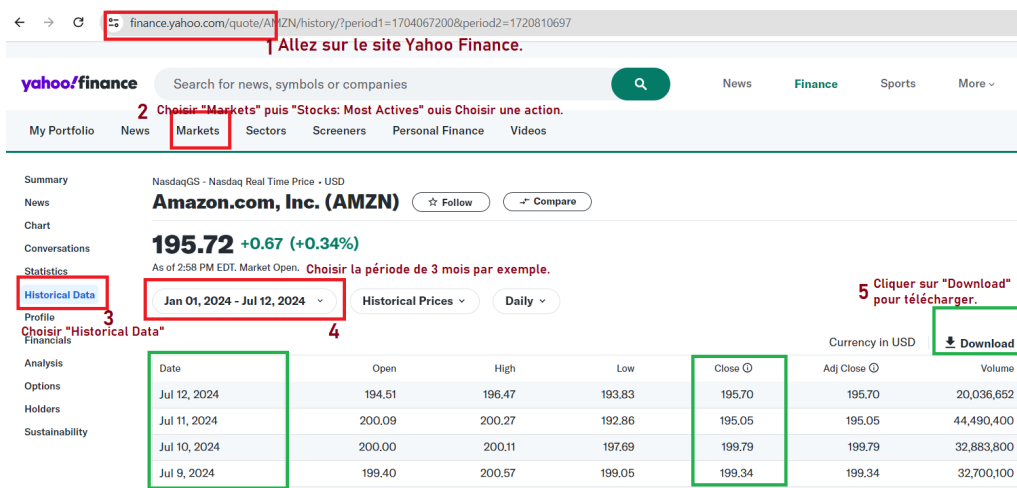 finance.yahoo.com/quote/AMZN/history/?period1=1704067200&period2=1720810697
1 Allez sur le site Yahoo Finance.
yahoo!finance Search for news, symbols or companies News Finance Sports More
2 Choisir "Markets" puis "Stocks: Most Actives" ouis Choisir une action.
My Portfolio News Markets Sectors Screeners Personal Finance Videos
Summary
News
Chart
Conversations
Statistics
Historical Data
3
Profile
Choisir "Historical Data"
Financials
Analysis
Options
Holders
Sustainability
NasdaqGS - Nasdaq Real Time Price • USD
Amazon.com, Inc. (AMZN) Follow Compare
195.72 +0.67 (+0.34%)
As of 2:58 PM EDT. Market Open. Choisir la période de 3 mois par exemple.
Jan 01, 2024 - Jul 12, 2024 Historical Prices Daily
4
5 Cliquer sur "Download"
pour télécharger.
Currency in USD Download
Date Open High Low Close Adj Close Volume
Jul 12, 2024 194.51 196.47 193.83 195.70 195.70 20,036,652
Jul 11, 2024 200.09 200.27 192.86 195.05 195.05 44,490,400
Jul 10, 2024 200.00 200.11 197.69 199.79 199.79 32,883,800
Jul 9, 2024 199.40 200.57 199.05 199.34 199.34 32,700,100